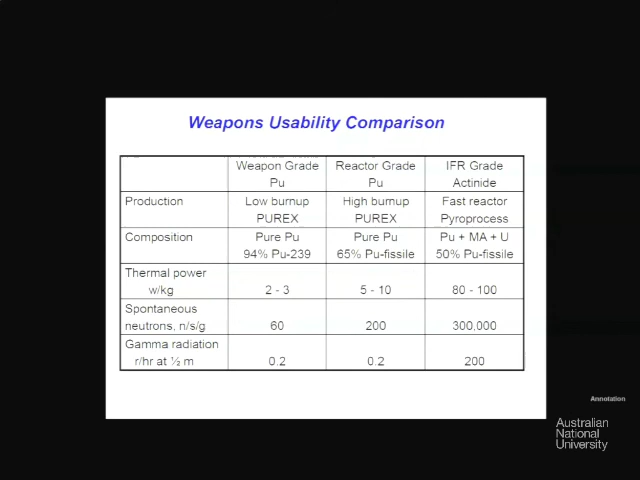 Weapons Usability Comparison
Weapon Grade Reactor Grade IFR Grade
Pu Pu Actinide
Production Low burnup High burnup Fast reactor
PUREX PUREX Pyroprocess
Composition Pure Pu Pure Pu Pu + MA + U
94% Pu-239 65% Pu-fissile 50% Pu-fissile
Thermal power
w/kg 2 - 3 5 - 10 80 - 100
Spontaneous
neutrons, n/s/g 60 200 300,000
Gamma radiation
r/hr at ½ m 0.2 0.2 200
Annotation
Australian
National
University